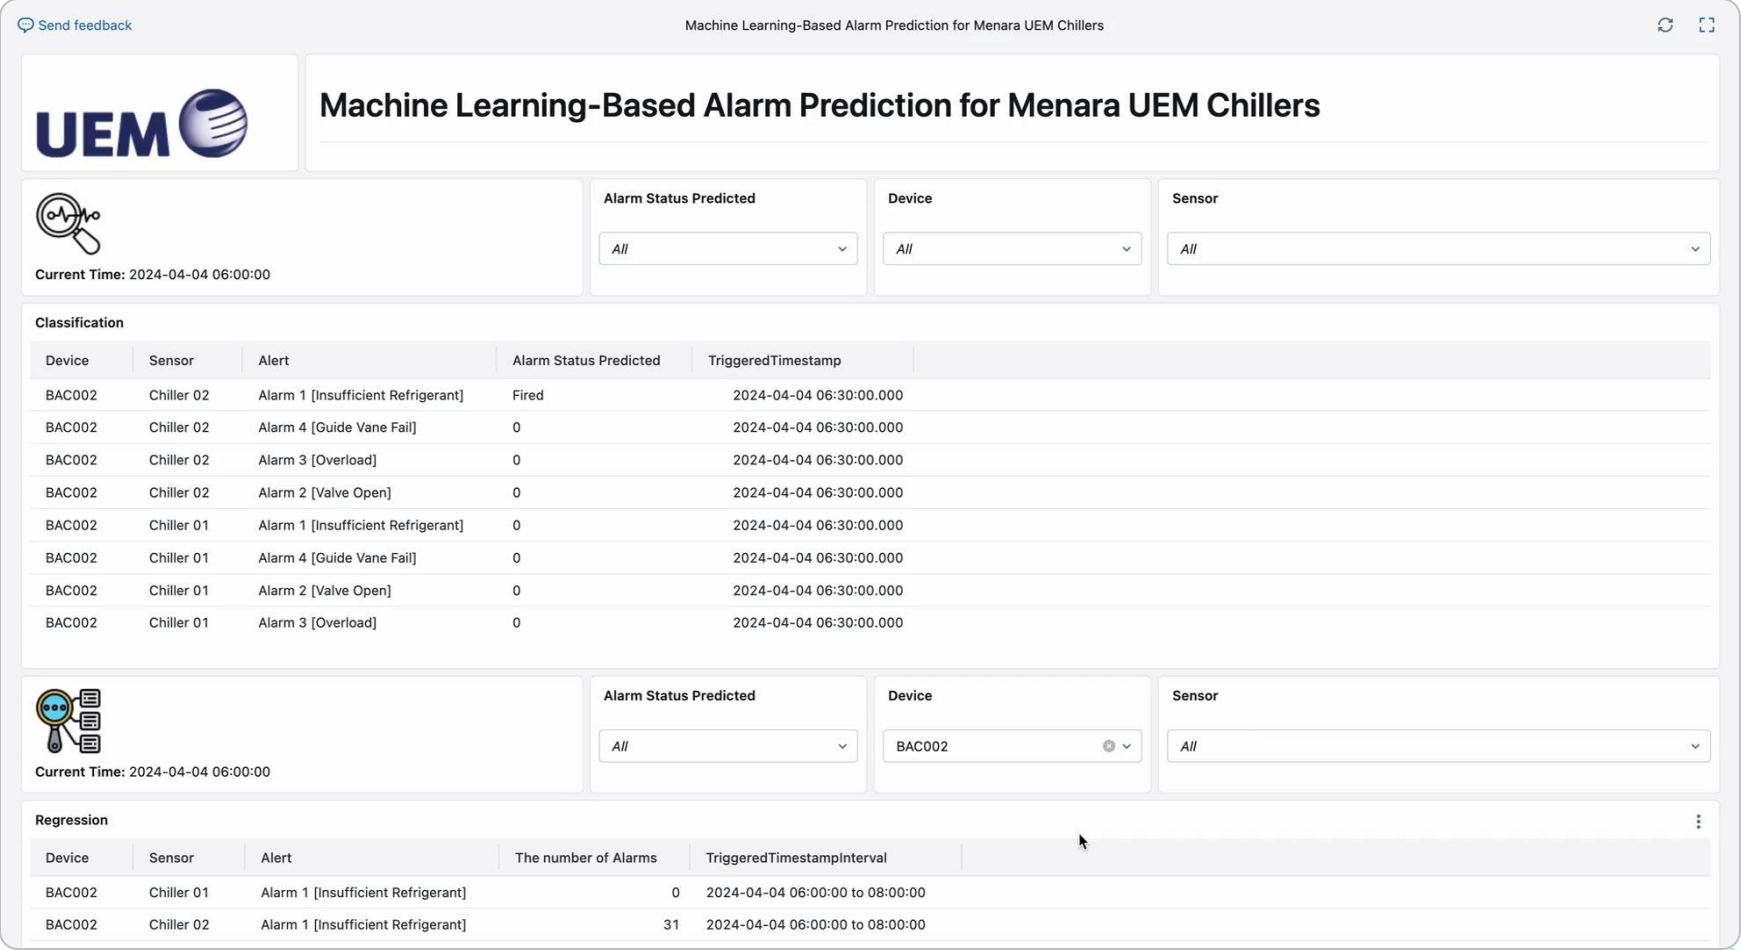 Send feedback
Machine Learning-Based Alarm Prediction for Menara UEM Chillers
UEM
Machine Learning-Based Alarm Prediction for Menara UEM Chillers
Current Time: 2024-04-04 06:00:00
Alarm Status Predicted
All
Device
All
Sensor
All
Classification
Device Sensor Alert Alarm Status Predicted TriggeredTimestamp
BAC002 Chiller 02 Alarm 1 [Insufficient Refrigerant] Fired 2024-04-04 06:30:00.000
BAC002 Chiller 02 Alarm 4 [Guide Vane Fail] 0 2024-04-04 06:30:00.000
BAC002 Chiller 02 Alarm 3 [Overload] 0 2024-04-04 06:30:00.000
BAC002 Chiller 02 Alarm 2 [Valve Open] 0 2024-04-04 06:30:00.000
BAC002 Chiller 01 Alarm 1 [Insufficient Refrigerant] 0 2024-04-04 06:30:00.000
BAC002 Chiller 01 Alarm 4 [Guide Vane Fail] 0 2024-04-04 06:30:00.000
BAC002 Chiller 01 Alarm 2 [Valve Open] 0 2024-04-04 06:30:00.000
BAC002 Chiller 01 Alarm 3 [Overload] 0 2024-04-04 06:30:00.000
Current Time: 2024-04-04 06:00:00
Alarm Status Predicted
All
Device
BAC002
Sensor
All
Regression
Device Sensor Alert The number of Alarms TriggeredTimestampInterval
BAC002 Chiller 01 Alarm 1 [Insufficient Refrigerant] 0 2024-04-04 06:00:00 to 08:00:00
BAC002 Chiller 02 Alarm 1 [Insufficient Refrigerant] 31 2024-04-04 06:00:00 to 08:00:00